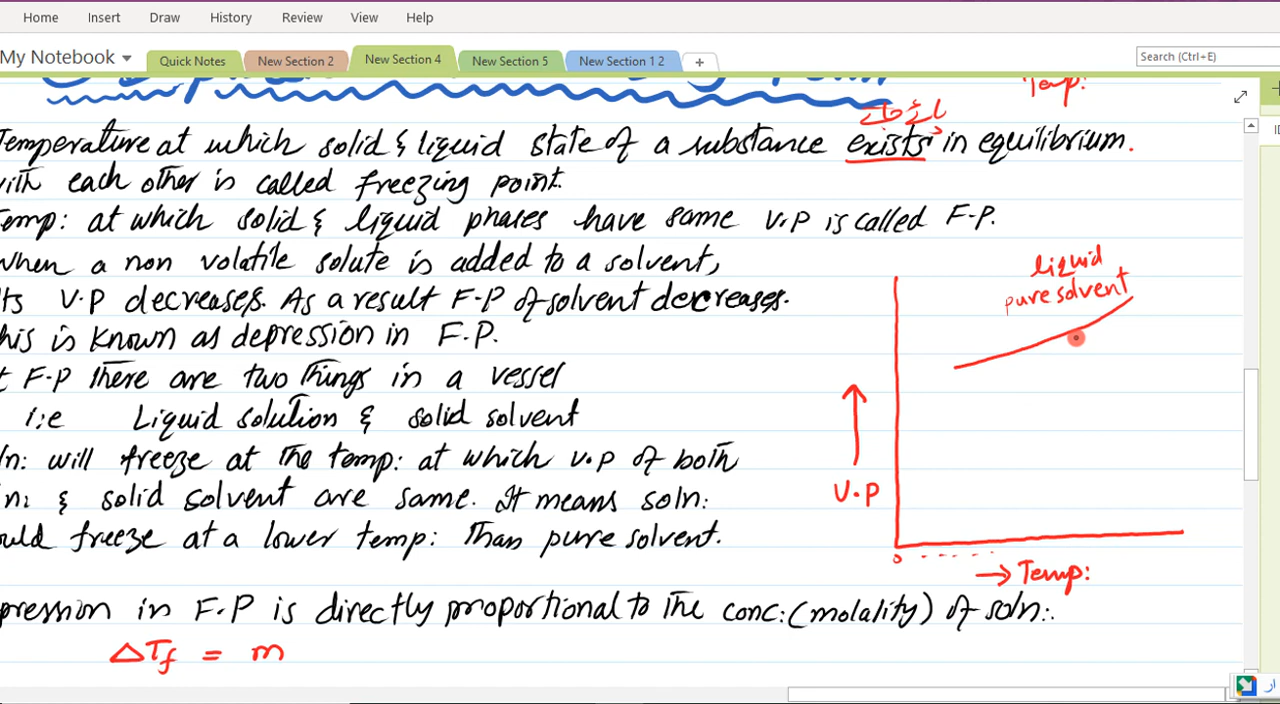 Home Insert Draw History Review View Help
My Notebook Quick Notes New Section 2 New Section 4 New Section 5 New Section 1 2 + Search (Ctrl+E)
Temp:
Temperature at which solid & liquid state of a substance exists in equilibrium.
with each other is called freezing point.
Temp: at which solid & liquid phases have same V.P is called F-P.
When a non volatile solute is added to a solvent,
its V.P decreases. As a result F-P of solvent decreases.
This is known as depression in F.P.
t F-P there are two things in a vessel
i:e Liquid solution & solid solvent
ln: will freeze at the temp: at which v.p of both
ln: & solid solvent are same. It means soln:
ould freeze at a lower temp: than pure solvent.
pression in F.P is directly proportional to the conc:(molality) of soln:.
ΔTf = m
liquid
pure solvent
V.P
0
→ Temp: